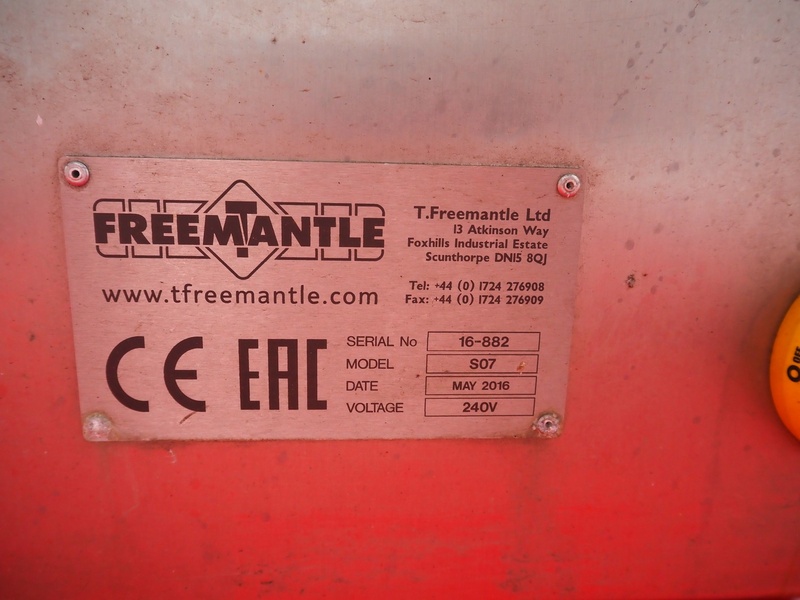 FREEMANTLE
T
www.tfreemantle.com
T.Freemantle Ltd
13 Atkinson Way
Foxhills Industrial Estate
Scunthorpe DN15 8QJ
Tel: +44 (0) 1724 276908
Fax: +44 (0) 1724 276909
CE EAC
SERIAL No 16-882
MODEL S07
DATE MAY 2016
VOLTAGE 240V
OFF
O